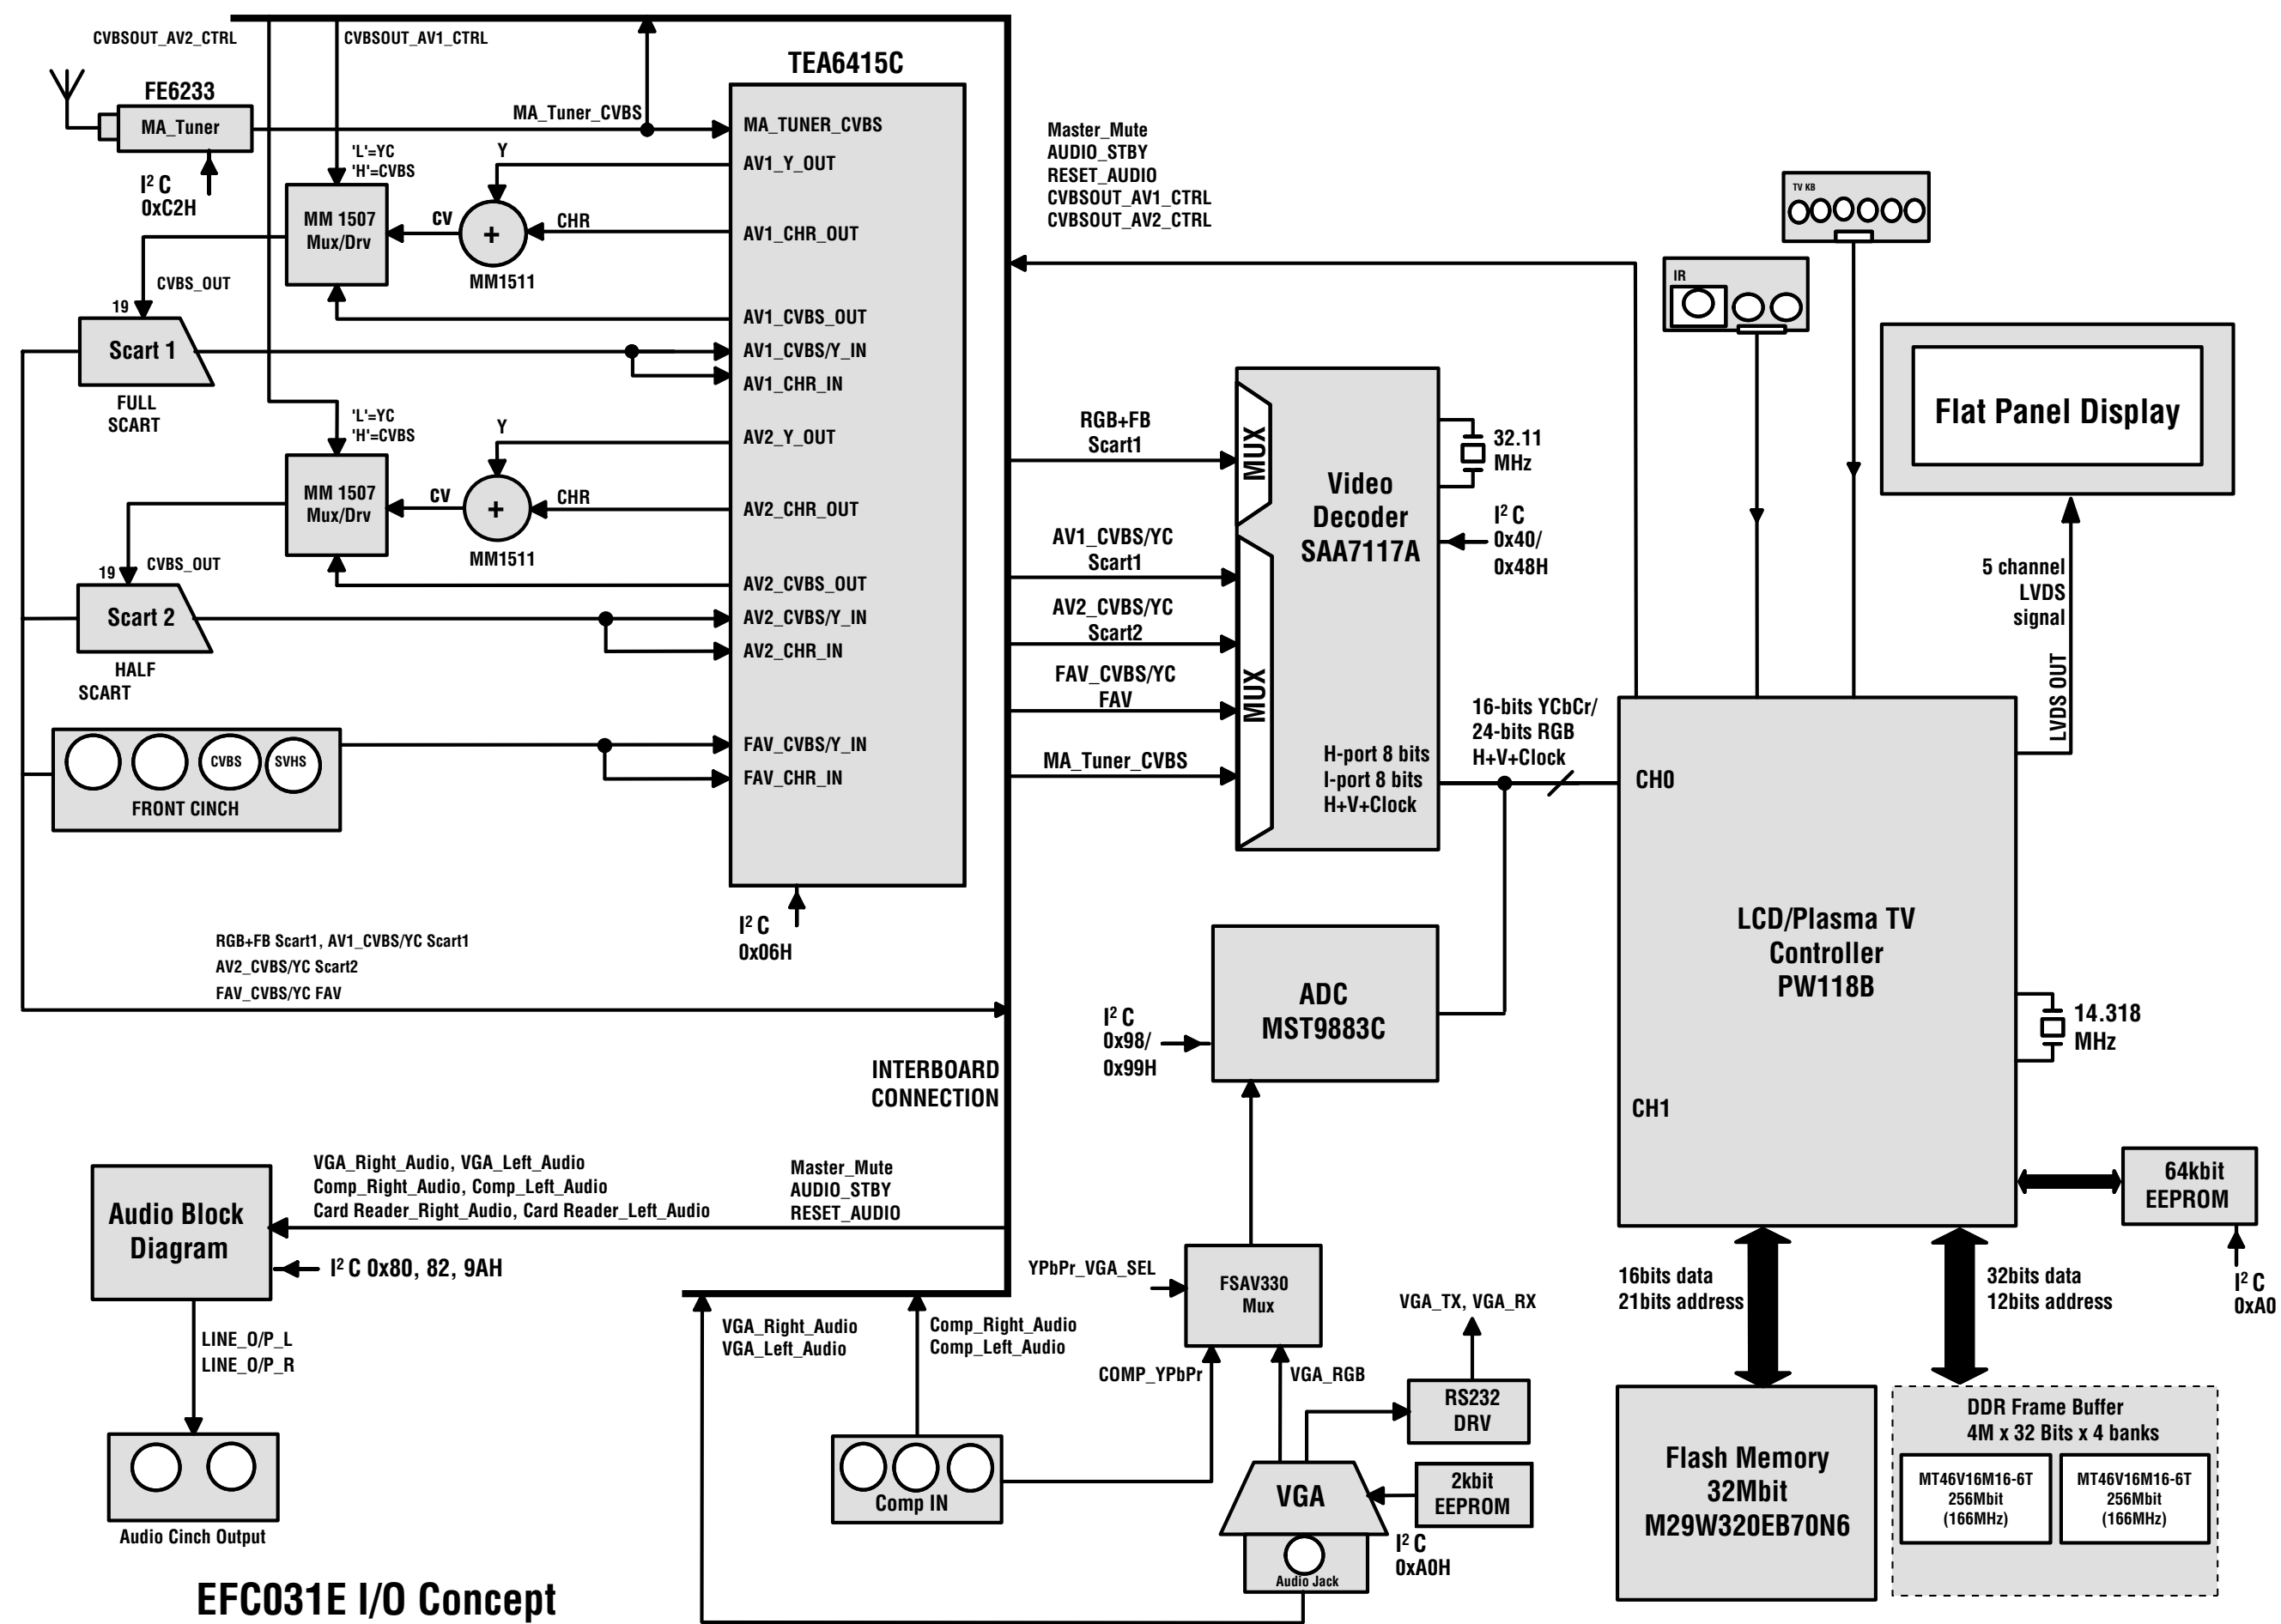 CVBSOUT_AV2_CTRL
CVBSOUT_AV1_CTRL
TEA6415C
FE6233
MA_Tuner
I² C
0xC2H
MA_Tuner_CVBS
'L'=YC
'H'=CVBS
MM 1507
Mux/Drv
CV
+
Y
CHR
MM1511
CVBS_OUT
19
Scart 1
FULL
SCART
'L'=YC
'H'=CVBS
MM 1507
Mux/Drv
CV
+
Y
CHR
MM1511
CVBS_OUT
19
Scart 2
HALF
SCART
CVBS
SVHS
FRONT CINCH
MA_TUNER_CVBS
AV1_Y_OUT
AV1_CHR_OUT
AV1_CVBS_OUT
AV1_CVBS/Y_IN
AV1_CHR_IN
AV2_Y_OUT
AV2_CHR_OUT
AV2_CVBS_OUT
AV2_CVBS/Y_IN
AV2_CHR_IN
FAV_CVBS/Y_IN
FAV_CHR_IN
I² C
0x06H
RGB+FB Scart1, AV1_CVBS/YC Scart1
AV2_CVBS/YC Scart2
FAV_CVBS/YC FAV
INTERBOARD
CONNECTION
Master_Mute
AUDIO_STBY
RESET_AUDIO
CVBSOUT_AV1_CTRL
CVBSOUT_AV2_CTRL
RGB+FB
Scart1
AV1_CVBS/YC
Scart1
AV2_CVBS/YC
Scart2
FAV_CVBS/YC
FAV
MA_Tuner_CVBS
MUX
MUX
Video
Decoder
SAA7117A
H-port 8 bits
I-port 8 bits
H+V+Clock
32.11
MHz
I² C
0x40/
0x48H
16-bits YCbCr/
24-bits RGB
H+V+Clock
TV KB
IR
Flat Panel Display
5 channel
LVDS
signal
LVDS OUT
CH0
CH1
LCD/Plasma TV
Controller
PW118B
14.318
MHz
ADC
MST9883C
I² C
0x98/
0x99H
64kbit
EEPROM
I² C
0xA0
16bits data
21bits address
32bits data
12bits address
Audio Block
Diagram
VGA_Right_Audio, VGA_Left_Audio
Comp_Right_Audio, Comp_Left_Audio
Card Reader_Right_Audio, Card Reader_Left_Audio
Master_Mute
AUDIO_STBY
RESET_AUDIO
I² C 0x80, 82, 9AH
LINE_O/P_L
LINE_O/P_R
Audio Cinch Output
VGA_Right_Audio
VGA_Left_Audio
Comp_Right_Audio
Comp_Left_Audio
YPbPr_VGA_SEL
FSAV330
Mux
COMP_YPbPr
VGA_RGB
VGA_TX, VGA_RX
RS232
DRV
Comp IN
VGA
2kbit
EEPROM
I² C
0xA0H
Audio Jack
Flash Memory
32Mbit
M29W320EB70N6
DDR Frame Buffer
4M x 32 Bits x 4 banks
MT46V16M16-6T
256Mbit
(166MHz)
MT46V16M16-6T
256Mbit
(166MHz)
EFC031E I/O Concept